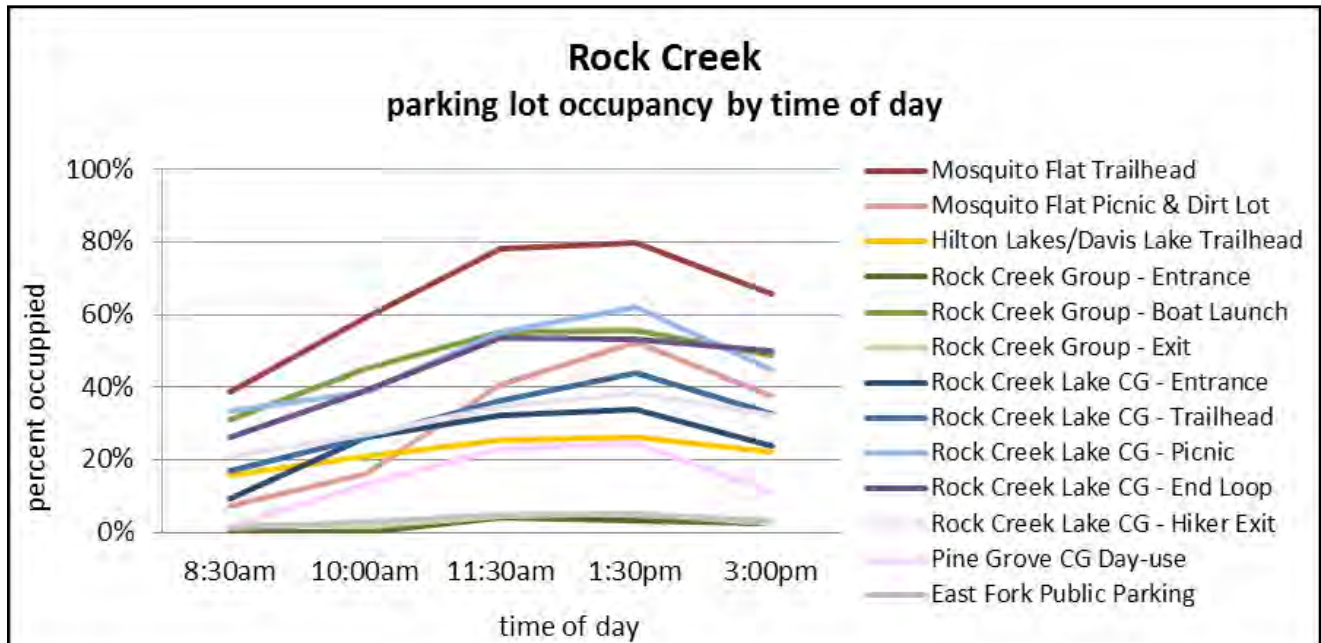 Rock Creek
parking lot occupancy by time of day
percent occuppied
100%
80%
60%
40%
20%
0%
8:30am 10:00am 11:30am 1:30pm 3:00pm
time of day
Mosquito Flat Trailhead
Mosquito Flat Picnic & Dirt Lot
Hilton Lakes/Davis Lake Trailhead
Rock Creek Group - Entrance
Rock Creek Group - Boat Launch
Rock Creek Group - Exit
Rock Creek Lake CG - Entrance
Rock Creek Lake CG - Trailhead
Rock Creek Lake CG - Picnic
Rock Creek Lake CG - End Loop
Rock Creek Lake CG - Hiker Exit
Pine Grove CG Day-use
East Fork Public Parking